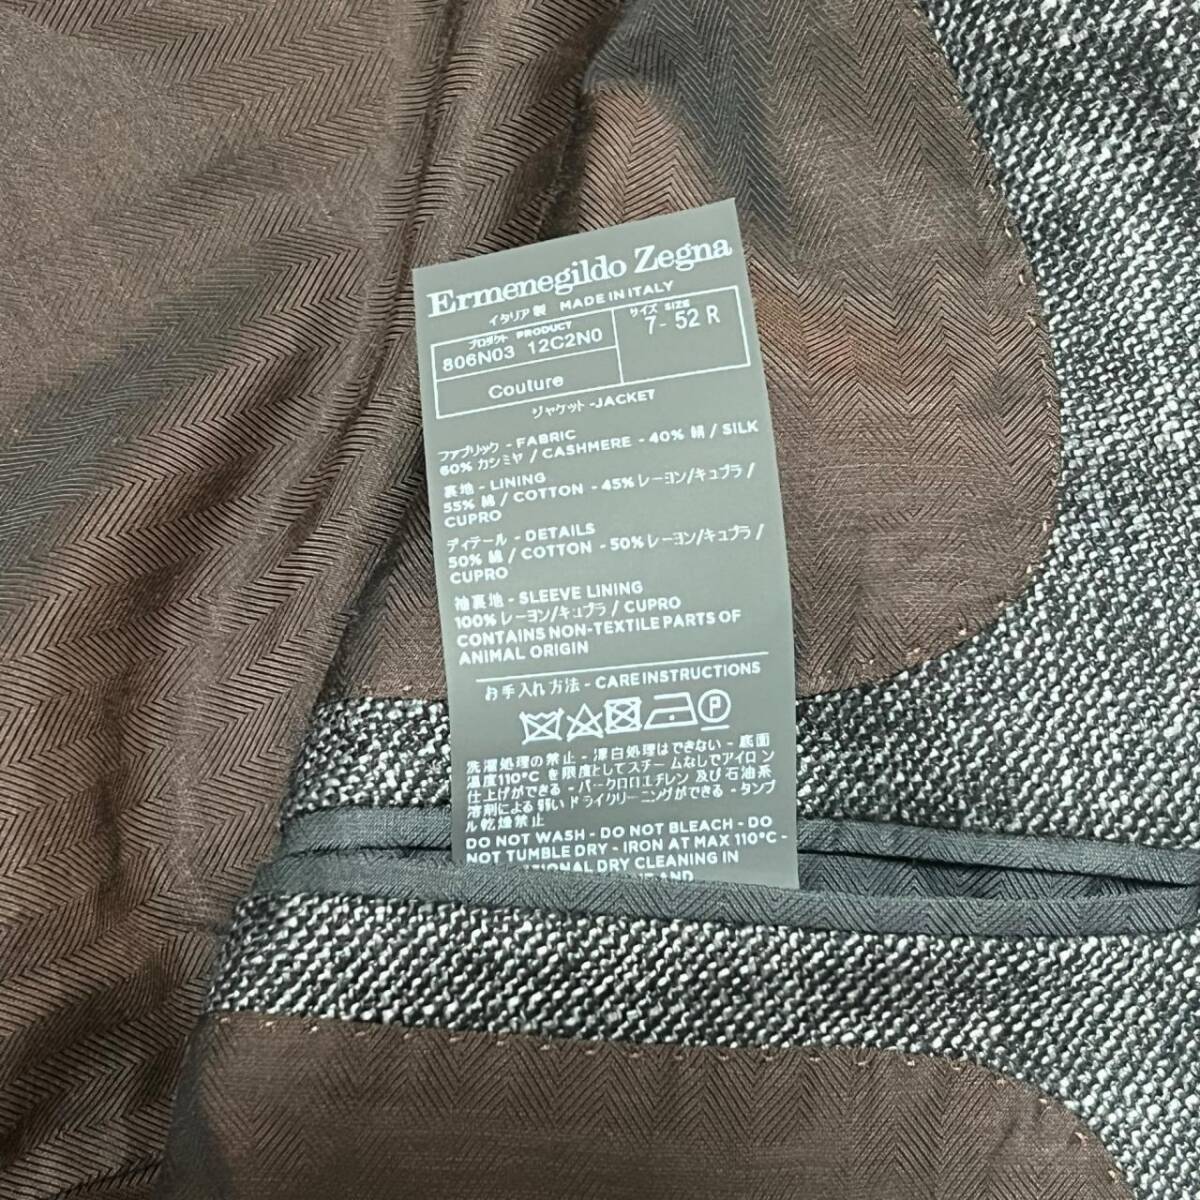 Ermenegildo Zegna
イタリア製 MADE IN ITALY
プロダクト PRODUCT
806N03 12C2N0
サイズ SIZE
7- 52 R
Couture
ジャケット -JACKET
ファブリック - FABRIC
60% カシミヤ / CASHMERE - 40% 絹 / SILK
裏地 - LINING
55% 綿 / COTTON - 45% レーヨン/キュプラ /
CUPRO
ディテール - DETAILS
50% 綿 / COTTON - 50% レーヨン/キュプラ /
CUPRO
袖裏地 - SLEEVE LINING
100% レーヨン/キュプラ / CUPRO
CONTAINS NON-TEXTILE PARTS OF
ANIMAL ORIGIN
お手入れ方法 - CARE INSTRUCTIONS
P
洗濯処理の禁止 - 漂白処理はできない - 底面
温度110°C を限度としてスチームなしでアイロン
仕上げができる - パークロロエチレン 及び石油系
溶剤による弱いドライクリーニングができる - タンブ
ル乾燥禁止
DO NOT WASH - DO NOT BLEACH - DO
NOT TUMBLE DRY - IRON AT MAX 110°C -
DRY CLEANING IN
AND